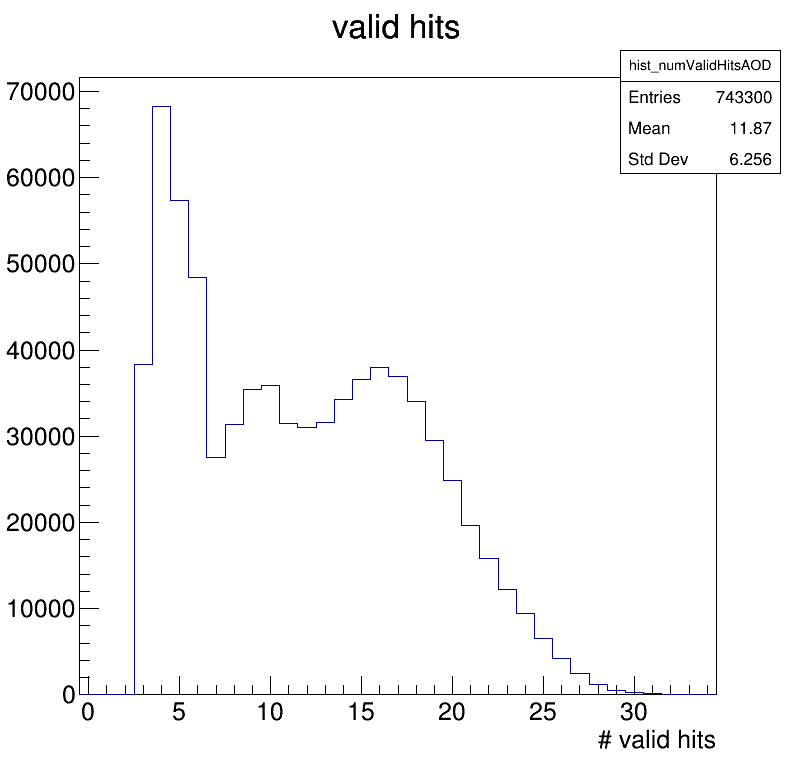 valid hits
hist_numValidHitsAOD
Entries 743300
Mean 11.87
Std Dev 6.256
70000
60000
50000
40000
30000
20000
10000
0
0 5 10 15 20 25 30
# valid hits